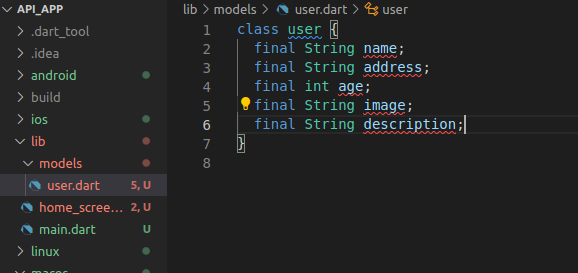 API_APP
.dart_tool
.idea
android
build
ios
lib
models
user.dart 5, U
home_scree... 2, U
main.dart U
linux
macos
lib > models > user.dart > user
1 class user {
2 final String name;
3 final String address;
4 final int age;
5 final String image;
6 final String description;
7 }
8